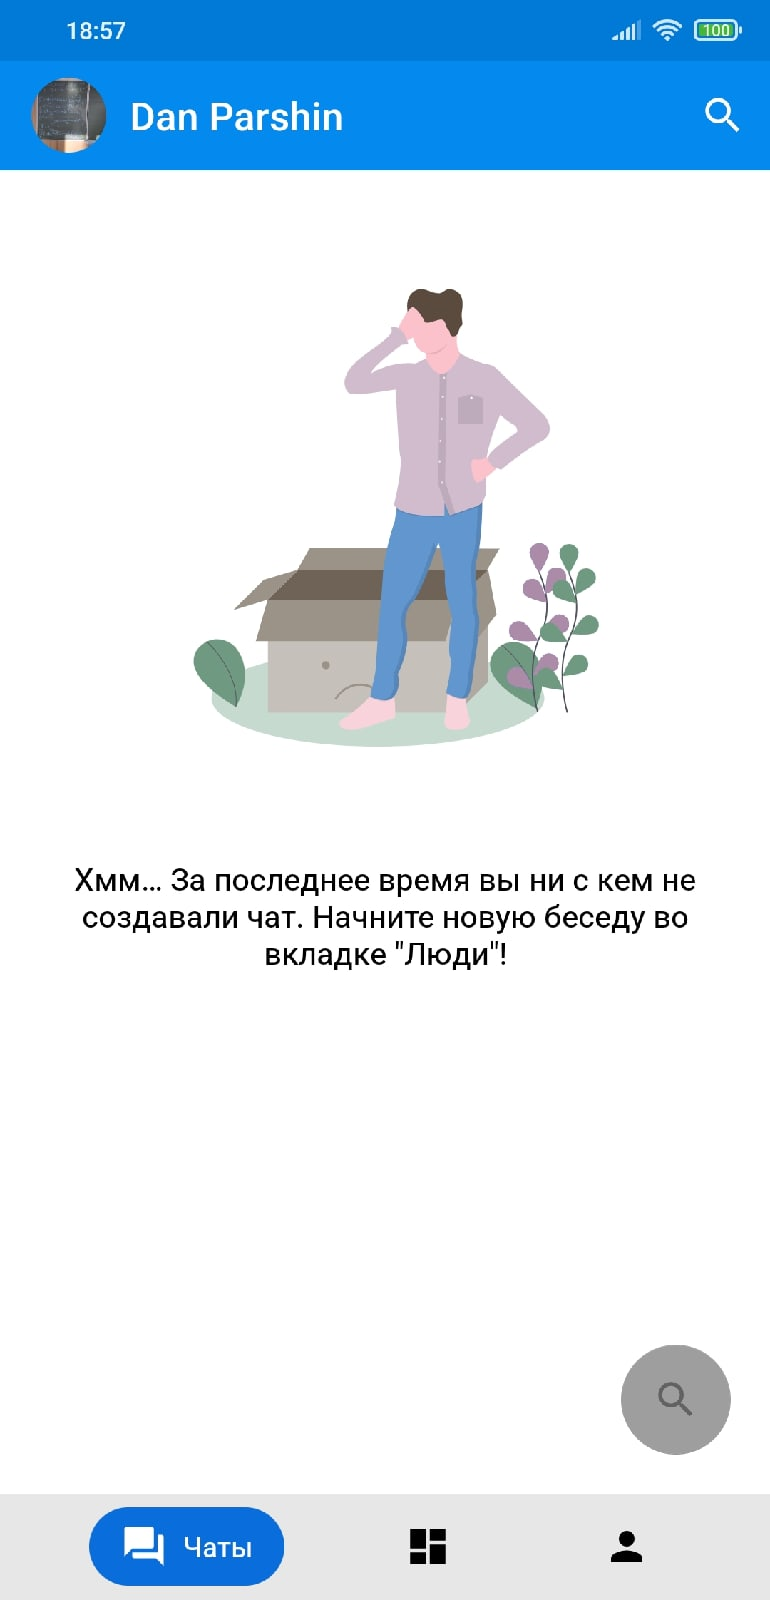 18:57
100
Dan Parshin
Хмм... За последнее время вы ни с кем не
создавали чат. Начните новую беседу во
вкладке "Люди"!
Чаты